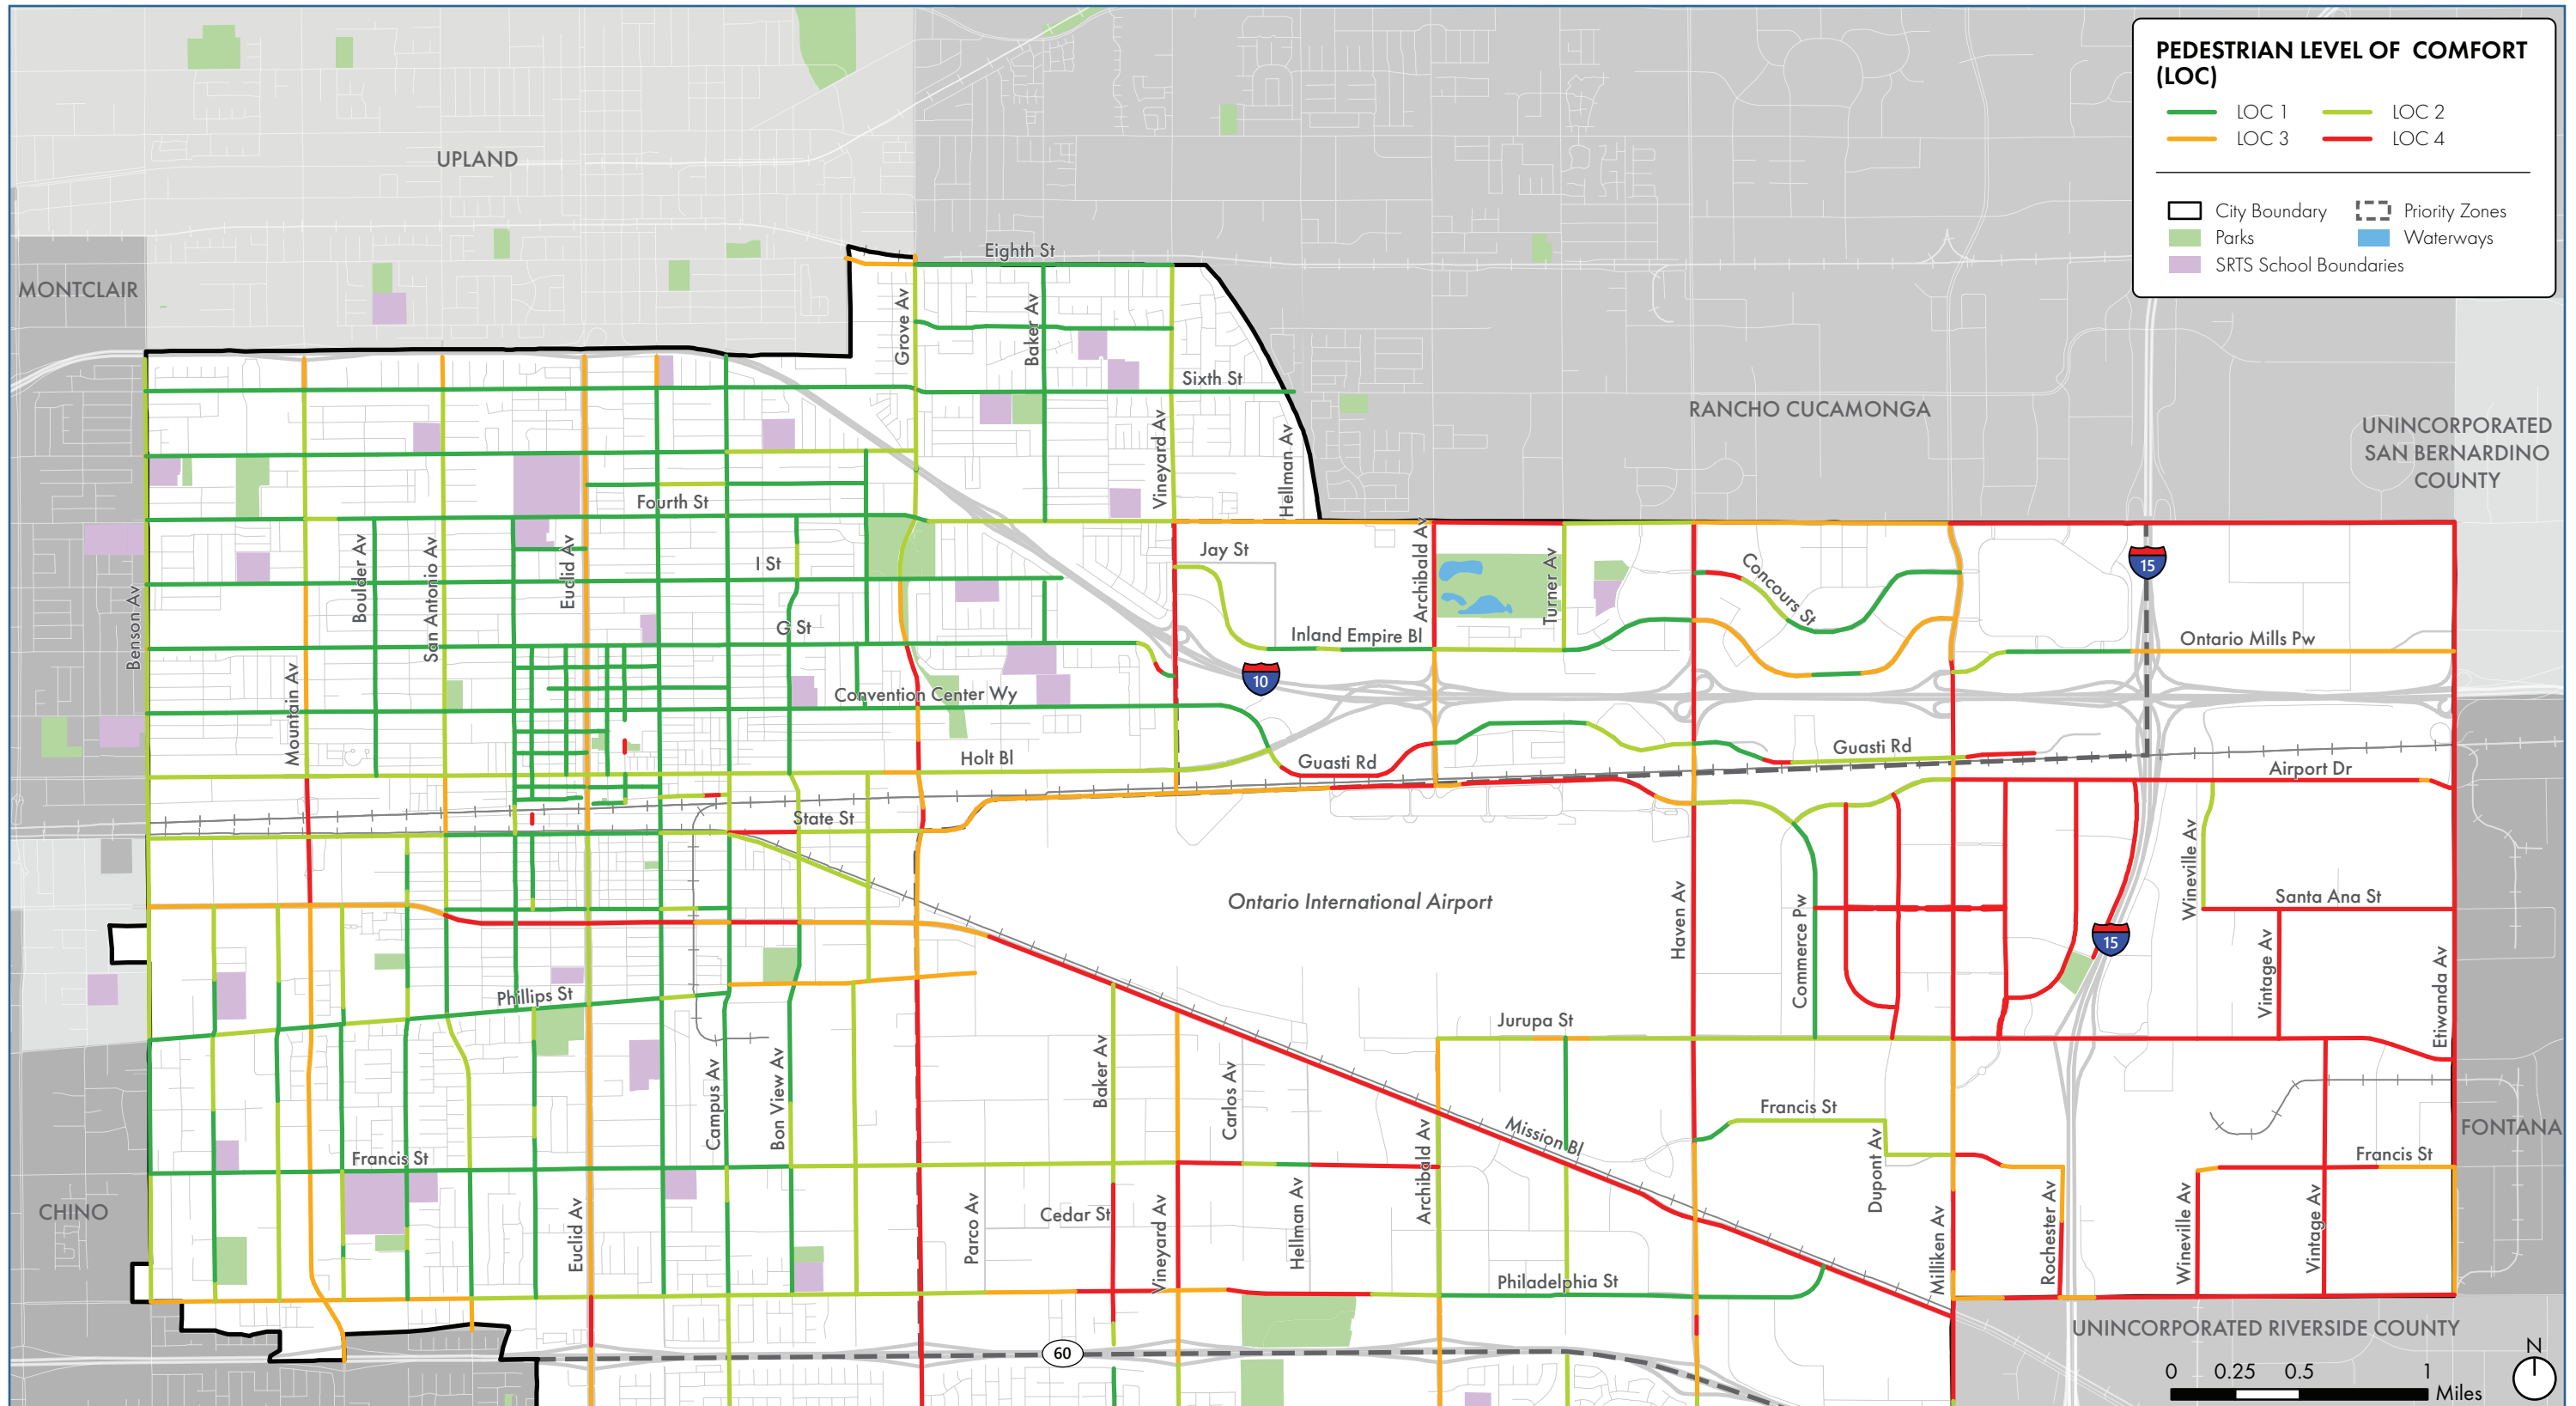 PEDESTRIAN LEVEL OF COMFORT
(LOC)
LOC 1
LOC 2
LOC 3
LOC 4
City Boundary
Priority Zones
Parks
Waterways
SRTS School Boundaries
UPLAND
MONTCLAIR
RANCHO CUCAMONGA
UNINCORPORATED
SAN BERNARDINO
COUNTY
Eighth St
Grove Av
Baker Av
Sixth St
Vineyard Av
Hellman Av
Fourth St
Benson Av
Mountain Av
Boulder Av
San Antonio Av
Euclid Av
I St
G St
Jay St
Archibald Av
Turner Av
Concours St
15
Inland Empire Bl
Ontario Mills Pw
10
Convention Center Wy
Holt Bl
Guasti Rd
Guasti Rd
Airport Dr
State St
Ontario International Airport
Haven Av
Commerce Pw
Wineville Av
Santa Ana St
15
Vintage Av
Etiwanda Av
Phillips St
Jurupa St
Campus Av
Bon View Av
Baker Av
Carlos Av
Francis St
Mission Bl
Archibald Av
Dupont Av
FONTANA
Francis St
Francis St
CHINO
Euclid Av
Parco Av
Cedar St
Vineyard Av
Hellman Av
Milliken Av
Rochester Av
Wineville Av
Vintage Av
Philadelphia St
60
UNINCORPORATED RIVERSIDE COUNTY
N
0 0.25 0.5 1
Miles